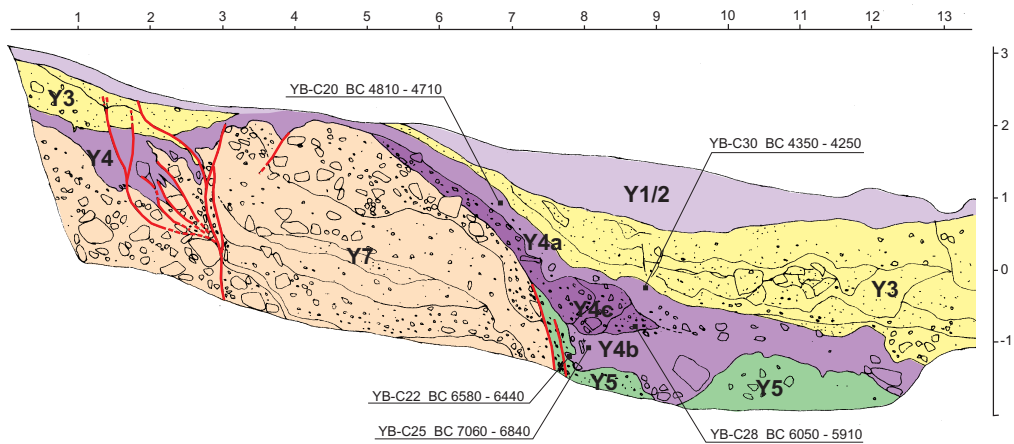 1 2 3 4 5 6 7 8 9 10 11 12 13
3
Y3
YB-C20 BC 4810 - 4710
2
YB-C30 BC 4350 - 4250
Y4
Y1/2
1
Y4a
Y7
0
Y3
Y4c
-1
Y4b
Y5
Y5
YB-C22 BC 6580 - 6440
YB-C25 BC 7060 - 6840
YB-C28 BC 6050 - 5910